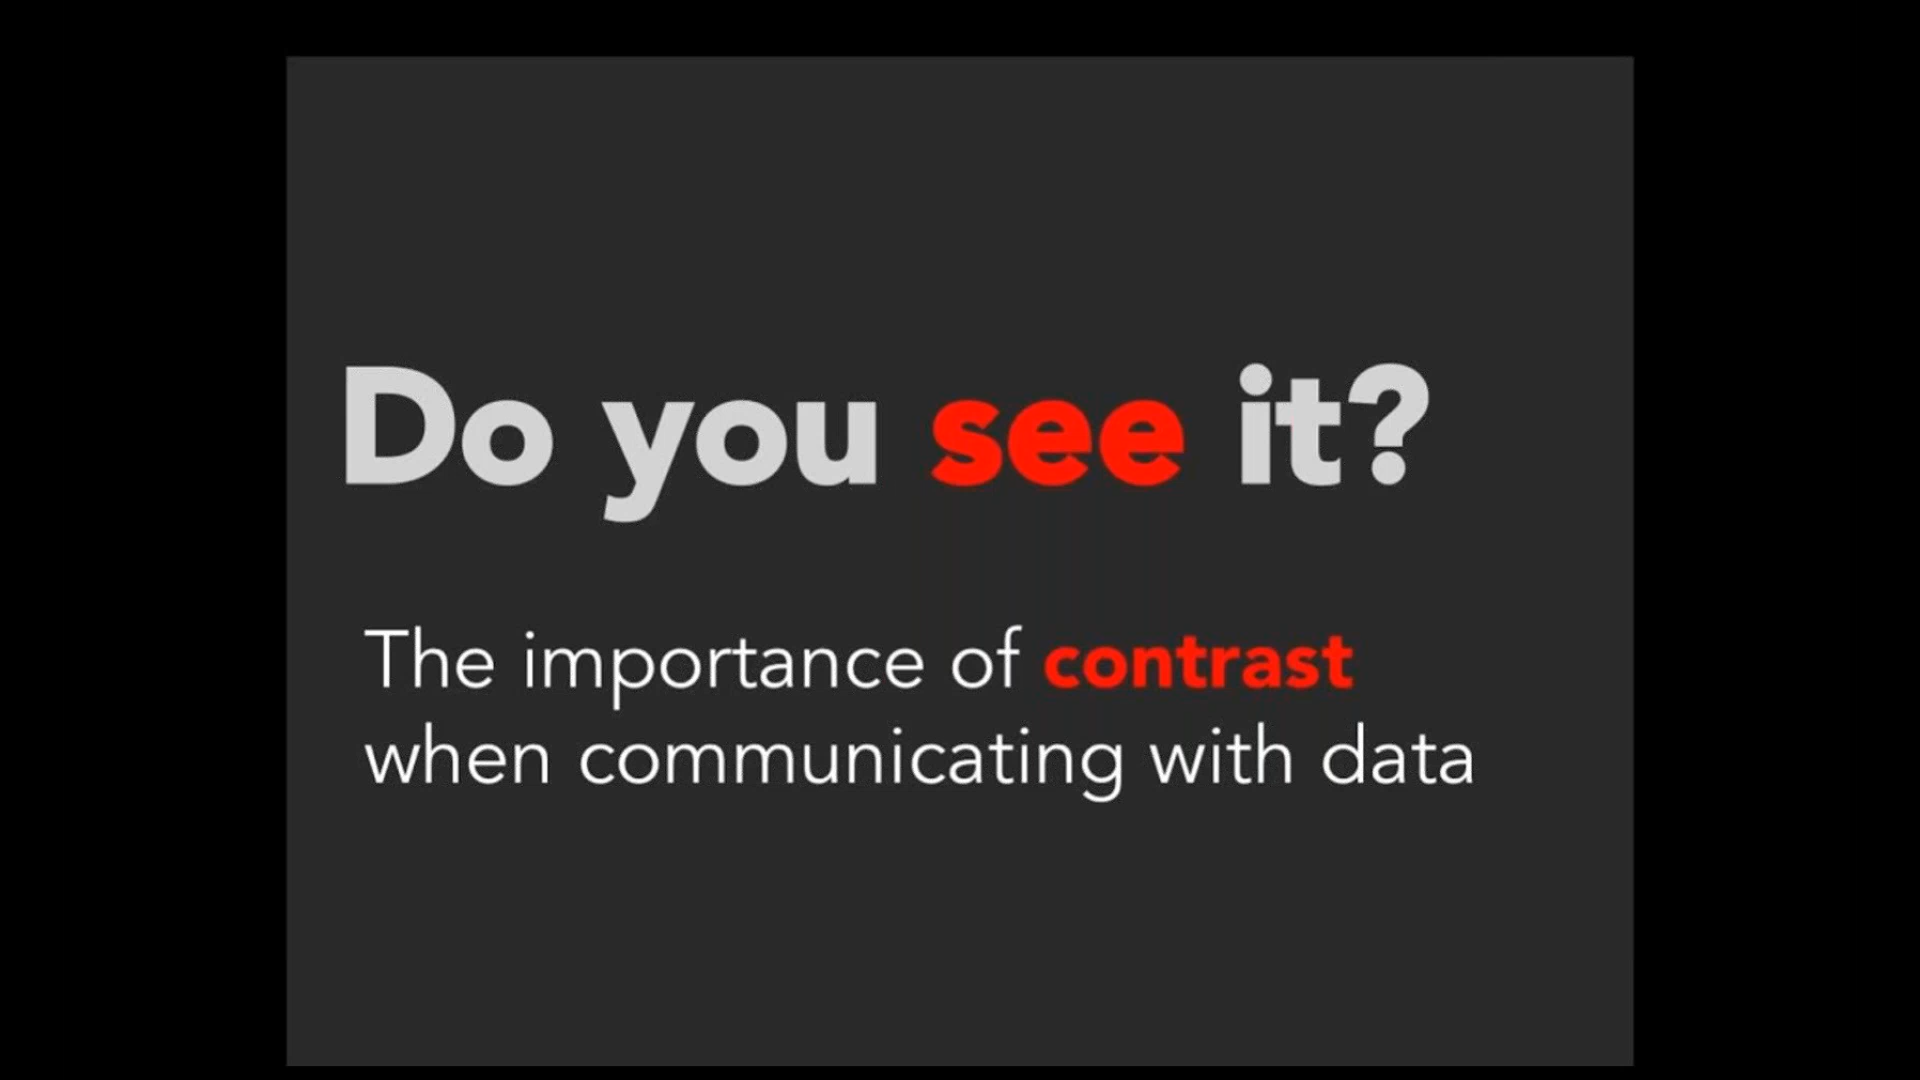 Do you see it?
The importance of contrast
when communicating with data